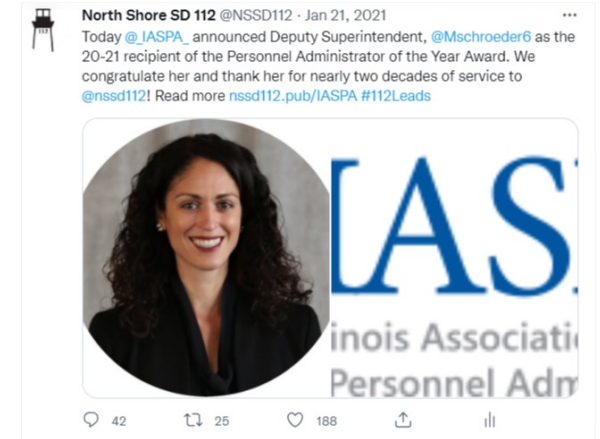 North Shore SD 112 @NSSD112 · Jan 21, 2021 ...
Today @_IASPA_ announced Deputy Superintendent, @Mschroeder6 as the
20-21 recipient of the Personnel Administrator of the Year Award. We
congratulate her and thank her for nearly two decades of service to
@nssd112! Read more nssd112.pub/IASPA #112Leads
112
IAS
inois Associati
Personnel Adm
42 25 188